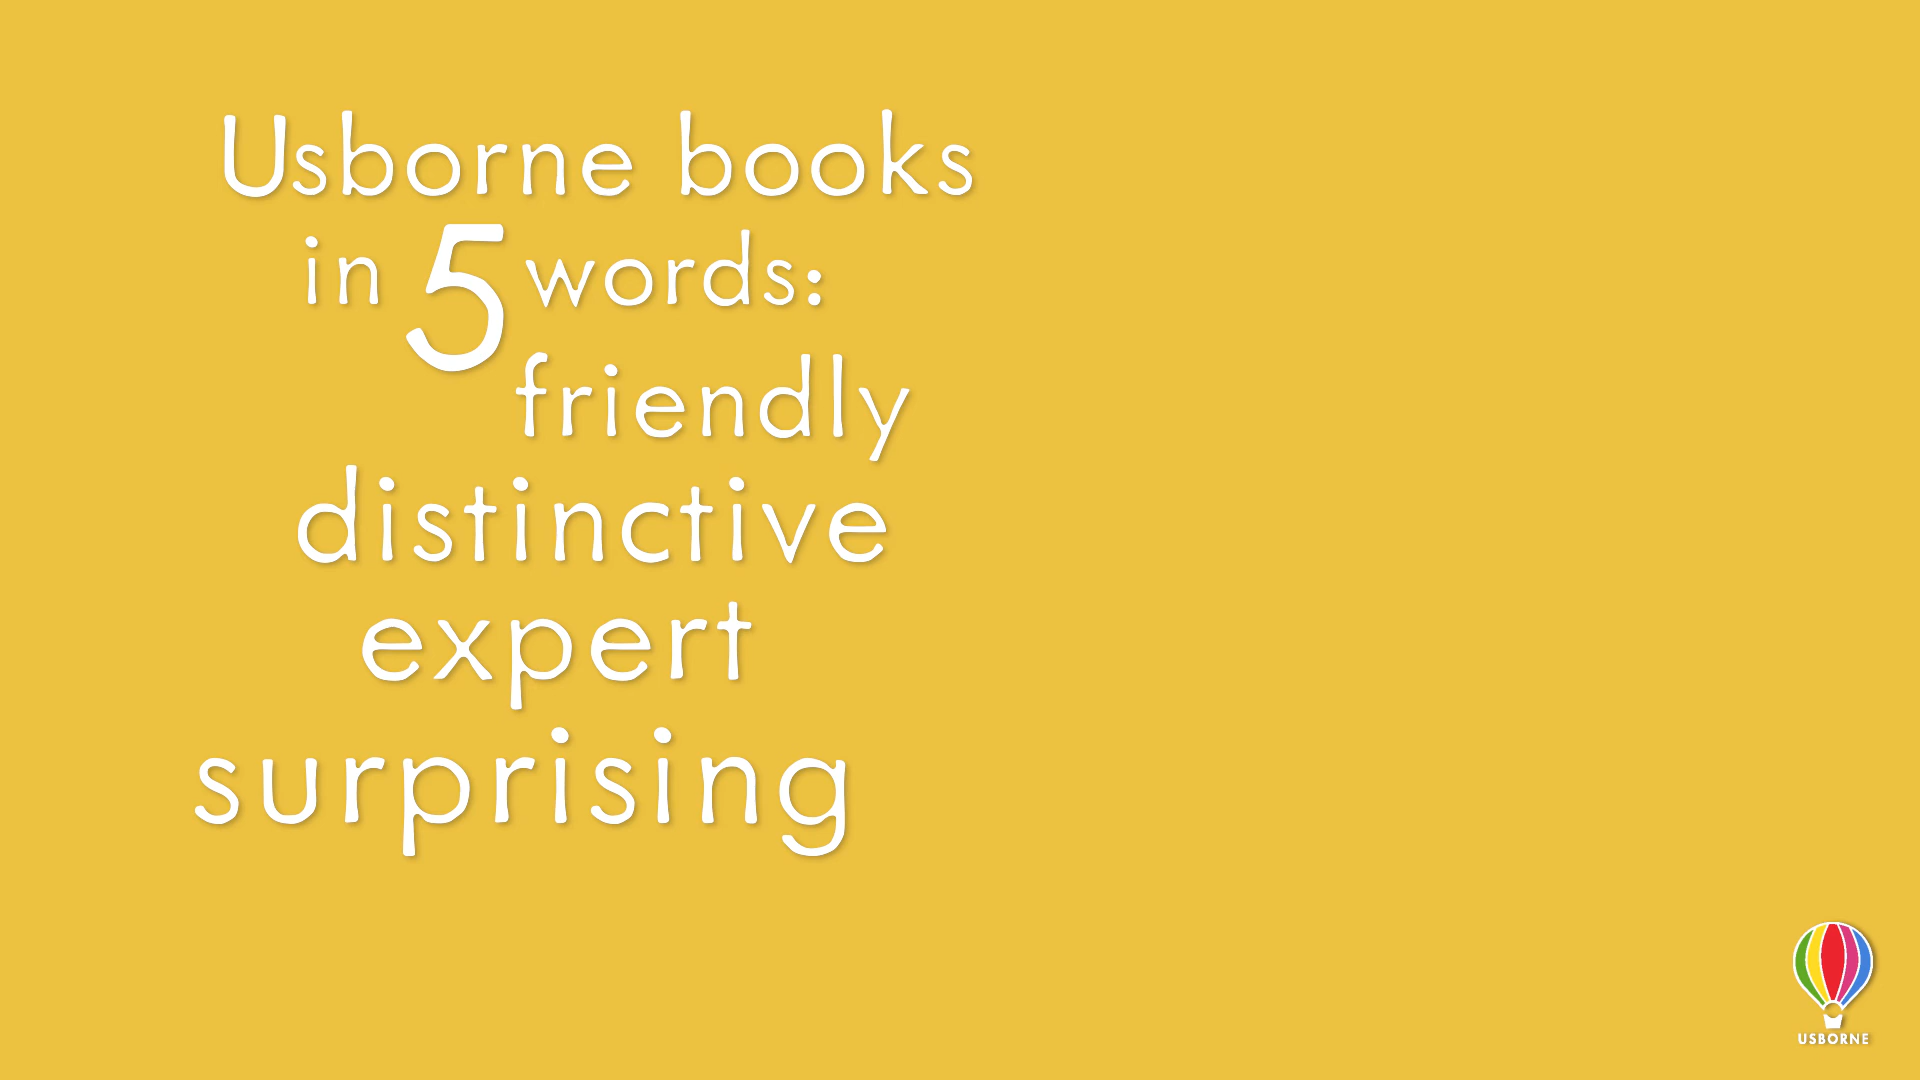 Usborne books
in 5 words:
friendly
distinctive
expert
surprising
USBORNE